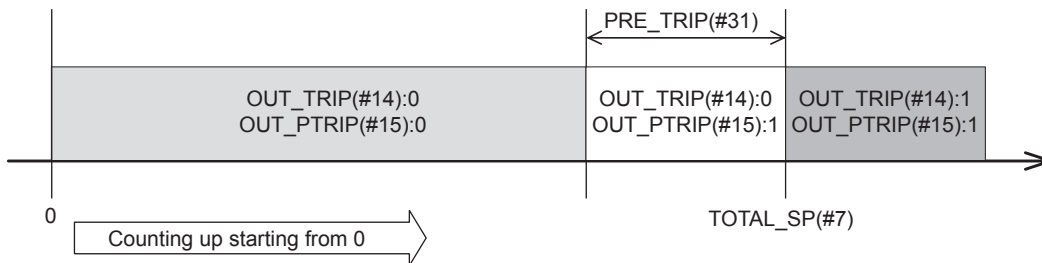 PRE_TRIP(#31)
OUT_TRIP(#14):0
OUT_PTRIP(#15):0
OUT_TRIP(#14):0
OUT_PTRIP(#15):1
OUT_TRIP(#14):1
OUT_PTRIP(#15):1
0
TOTAL_SP(#7)
Counting up starting from 0